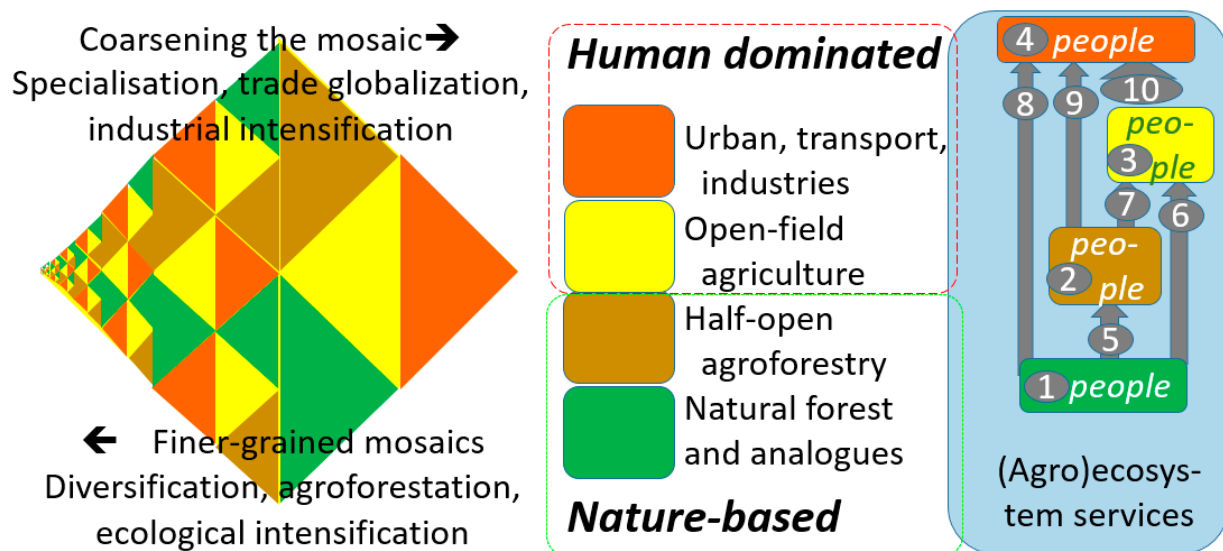 Coarsening the mosaic→
Specialisation, trade globalization,
industrial intensification
← Finer-grained mosaics
Diversification, agroforestation,
ecological intensification
Human dominated
Urban, transport,
industries
Open-field
agriculture
Half-open
agroforestry
Natural forest
and analogues
Nature-based
4 people
8 9 10
peo-
3 ple
7 6
peo-
2 ple
5
1 people
(Agro)ecosys-
tem services